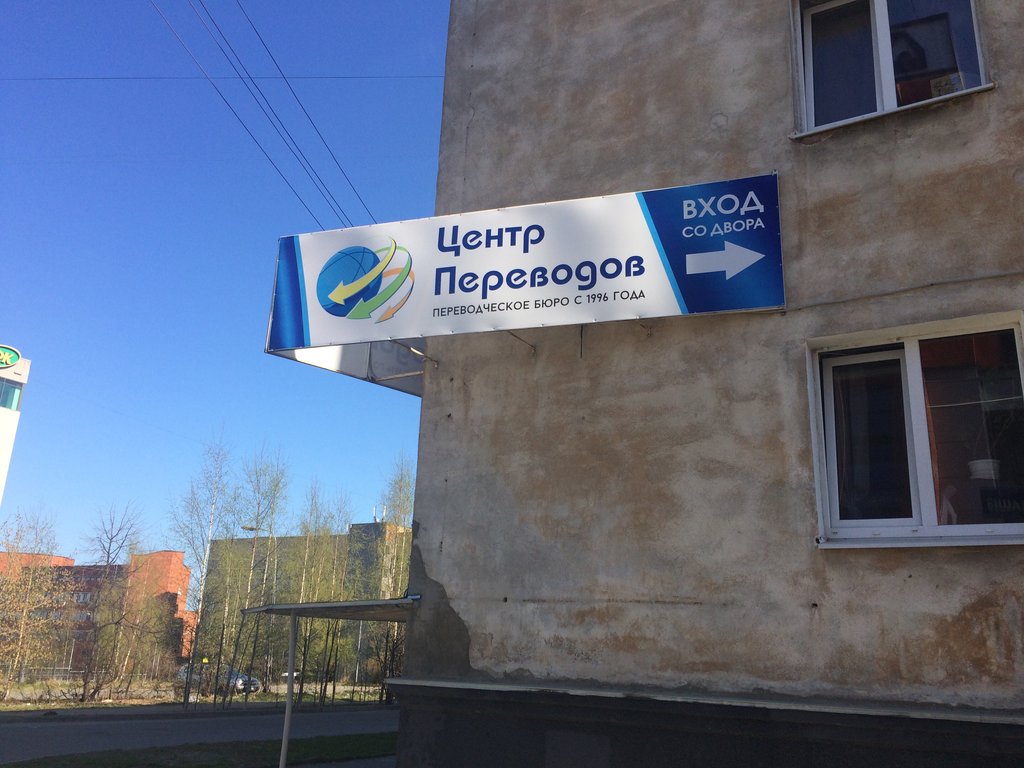 Центр
Переводов
ПЕРЕВОДЧЕСКОЕ БЮРО С 1996 ГОДА
ВХОД
СО ДВОРА